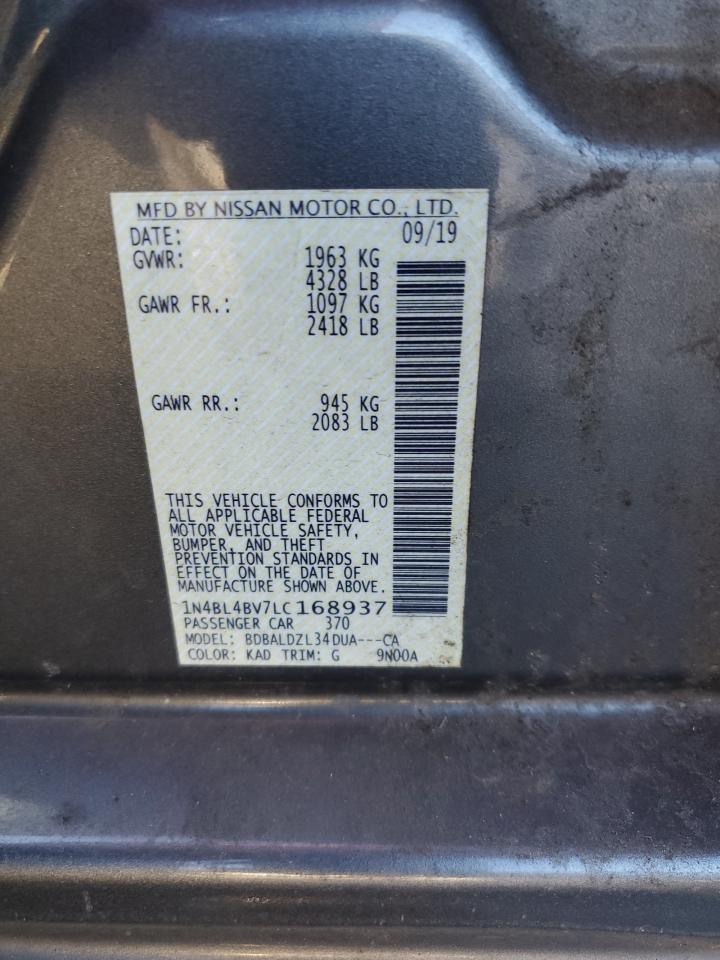 MFD BY NISSAN MOTOR CO., LTD.
DATE: 09/19
GVWR: 1963 KG
4328 LB
GAWR FR.: 1097 KG
2418 LB
GAWR RR.: 945 KG
2083 LB
THIS VEHICLE CONFORMS TO
ALL APPLICABLE FEDERAL
MOTOR VEHICLE SAFETY,
BUMPER, AND THEFT
PREVENTION STANDARDS IN
EFFECT ON THE DATE OF
MANUFACTURE SHOWN ABOVE.
1N4BL4BV7LC168937
PASSENGER CAR 370
MODEL: BDBALDZL34DUA---CA
COLOR: KAD TRIM: G 9N00A